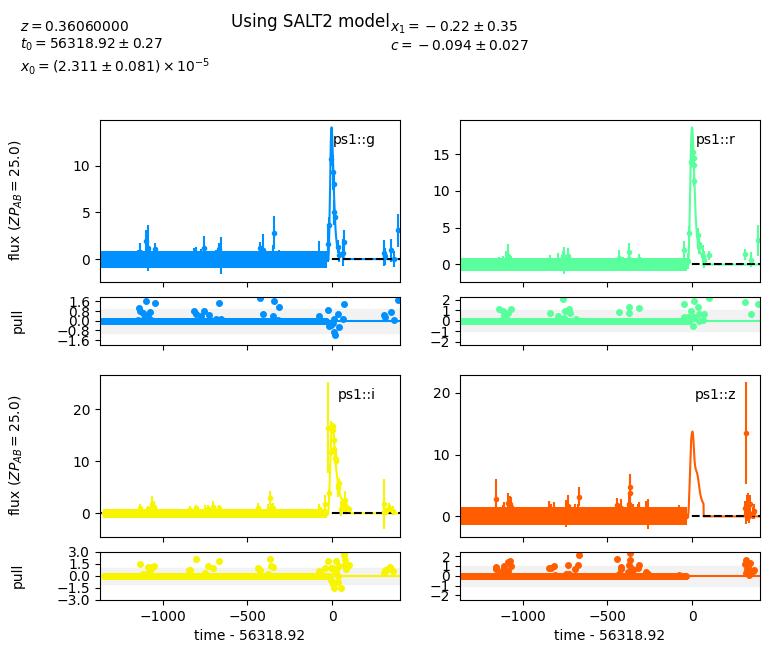 Using SALT2 model
z = 0.36060000
t₀ = 56318.92 ± 0.27
x₀ = (2.311 ± 0.081) × 10⁻⁵
x₁ = −0.22 ± 0.35
c = −0.094 ± 0.027
flux (ZP_AB = 25.0)
10
5
0
ps1::g
15
10
5
0
ps1::r
pull
1.6
0.8
0.0
−0.8
−1.6
2
1
0
−1
−2
flux (ZP_AB = 25.0)
20
10
0
ps1::i
20
10
0
ps1::z
pull
3.0
1.5
0.0
−1.5
−3.0
2
1
0
−1
−2
−1000 −500 0
−1000 −500 0
time - 56318.92
time - 56318.92